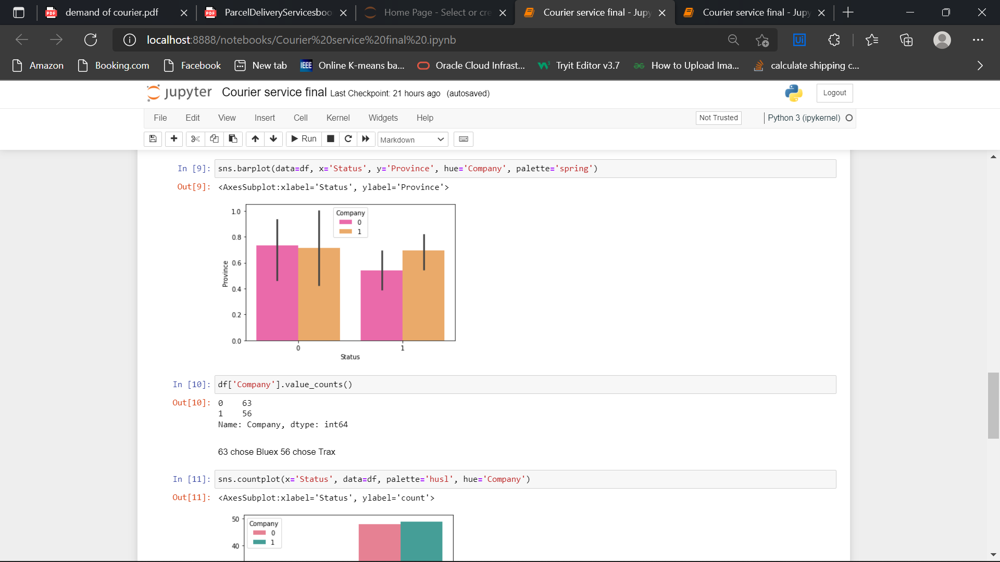 demand of courier.pdf
ParcelDeliveryServicesboo
Home Page - Select or cre
Courier service final - Jupy
Courier service final - Jupy
localhost:8888/notebooks/Courier%20service%20final%20.ipynb
Amazon
Booking.com
Facebook
New tab
IEEE Online K-means ba...
Oracle Cloud Infrast...
Tryit Editor v3.7
How to Upload Ima...
calculate shipping c...
jupyter Courier service final Last Checkpoint: 21 hours ago (autosaved)
Logout
File Edit View Insert Cell Kernel Widgets Help
Not Trusted
Python 3 (ipykernel)
Run
Markdown
In [9]: sns.barplot(data=df, x='Status', y='Province', hue='Company', palette='spring')
Out[9]: <AxesSubplot:xlabel='Status', ylabel='Province'>
Company
0
1
1.0
0.8
0.6
0.4
0.2
0.0
Province
0 1
Status
In [10]: df['Company'].value_counts()
Out[10]: 0 63
1 56
Name: Company, dtype: int64
63 chose Bluex 56 chose Trax
In [11]: sns.countplot(x='Status', data=df, palette='husl', hue='Company')
Out[11]: <AxesSubplot:xlabel='Status', ylabel='count'>
50
40
Company
0
1